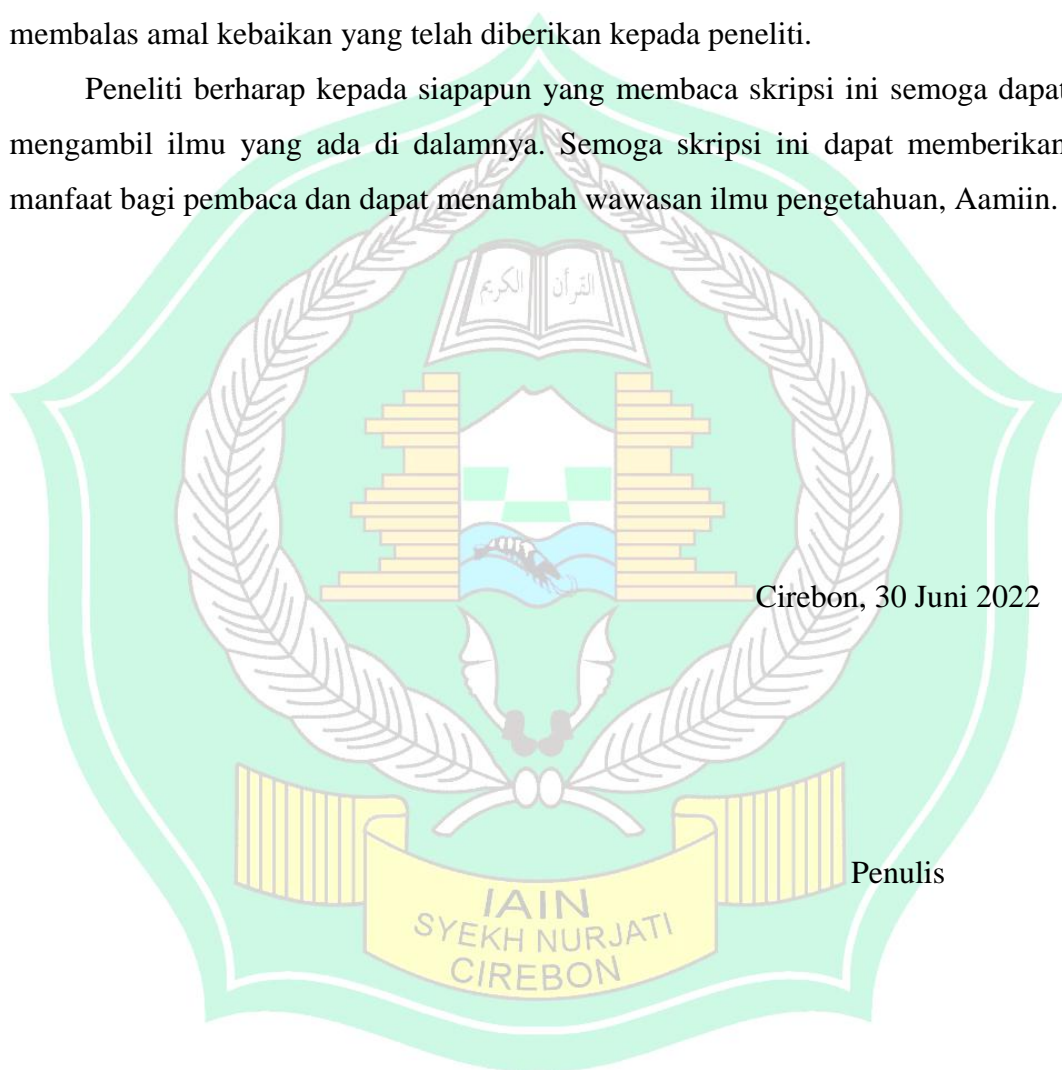 membalas amal kebaikan yang telah diberikan kepada peneliti.
Peneliti berharap kepada siapapun yang membaca skripsi ini semoga dapat
mengambil ilmu yang ada di dalamnya. Semoga skripsi ini dapat memberikan
manfaat bagi pembaca dan dapat menambah wawasan ilmu pengetahuan, Aamiin.
القرأن الكريم
Cirebon, 30 Juni 2022
Penulis
IAIN
SYEKH NURJATI
CIREBON